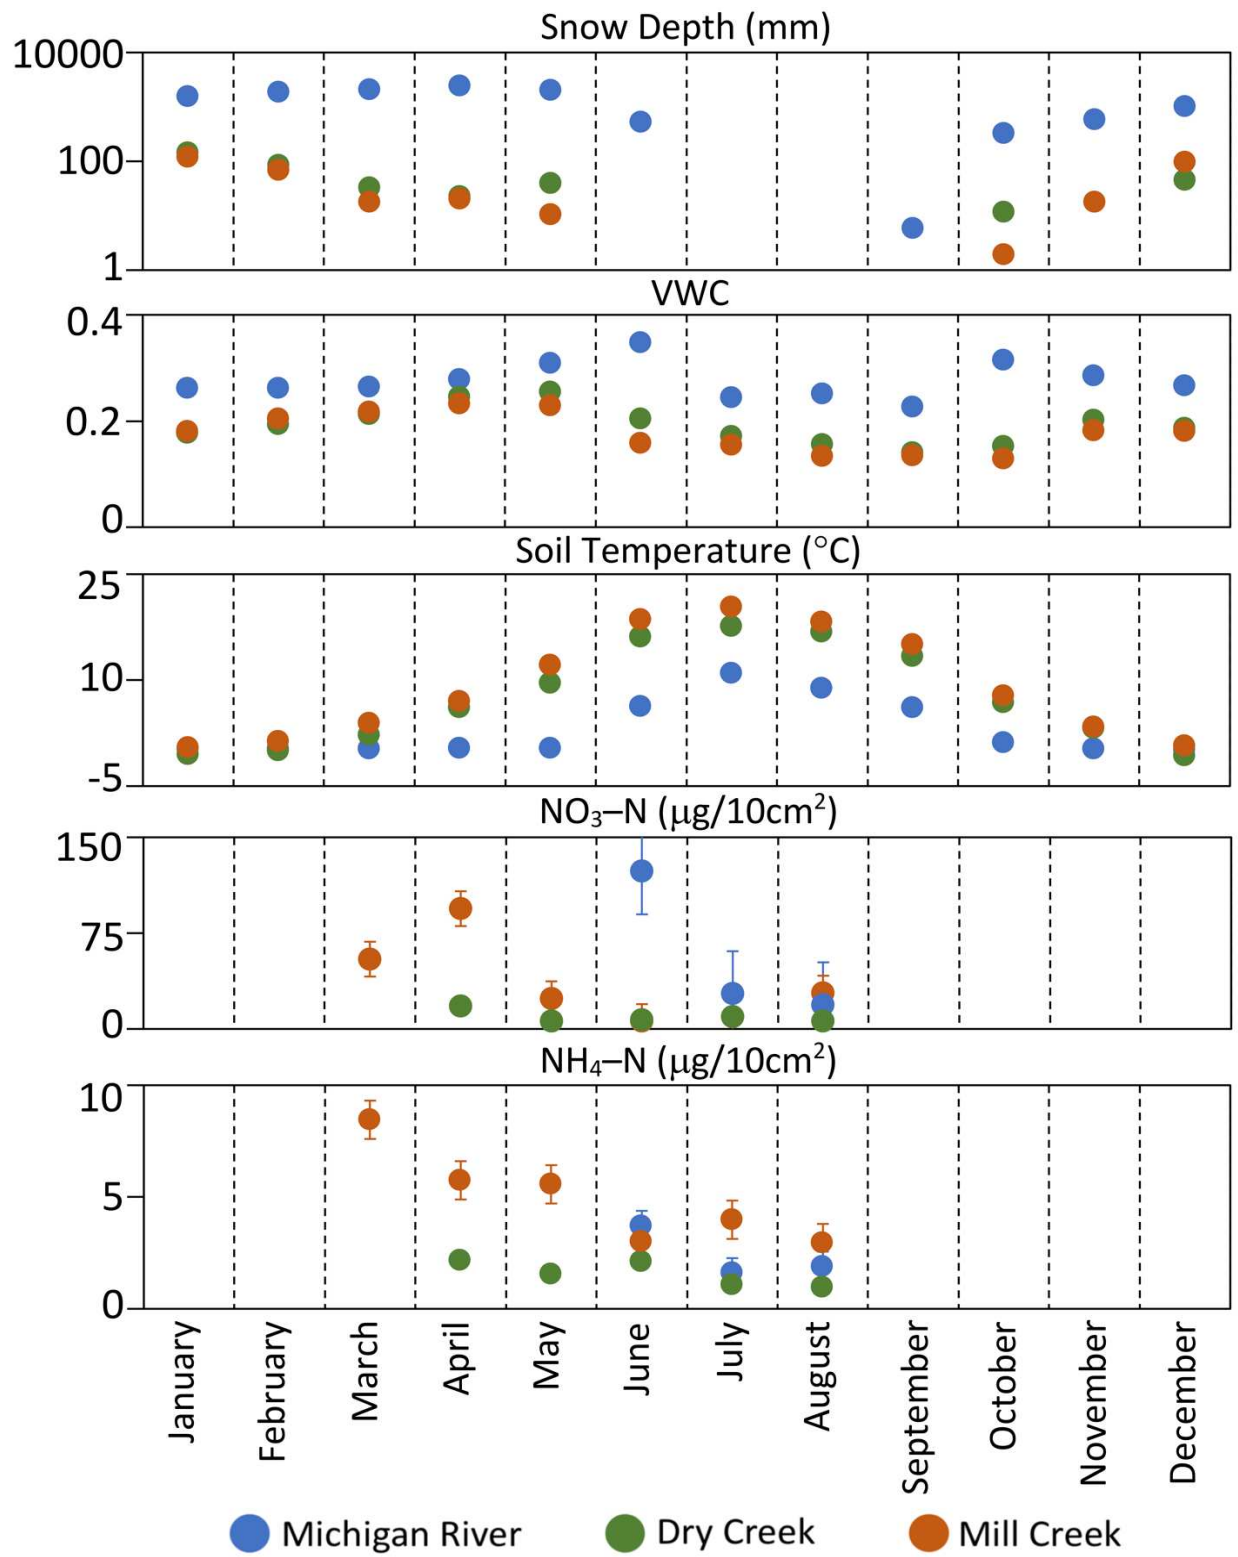 Snow Depth (mm)
10000
100
1
VWC
0.4
0.2
0
Soil Temperature (°C)
25
10
-5
NO₃–N (µg/10cm²)
150
75
0
NH₄–N (µg/10cm²)
10
5
0
January
February
March
April
May
June
July
August
September
October
November
December
Michigan River
Dry Creek
Mill Creek